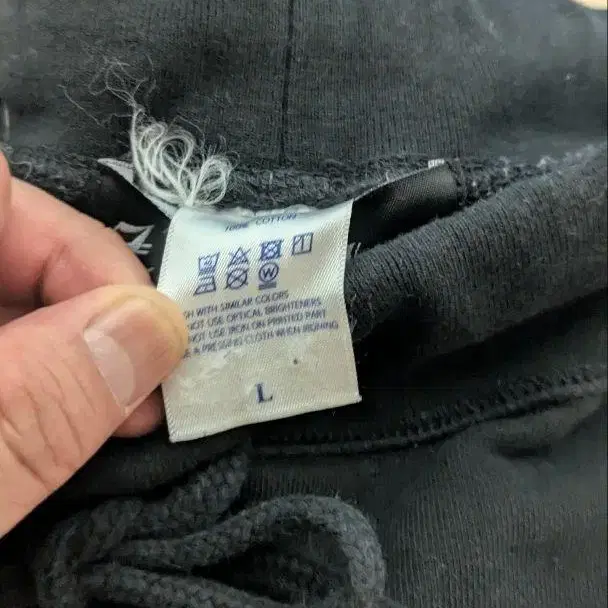 100% COTTON
W
H WITH SIMILAR COLORS
NOT USE OPTICAL BRIGHTENERS
NOT USE IRON ON PRINTED PART
E A PRESSING CLOTH WHEN IRONING
L